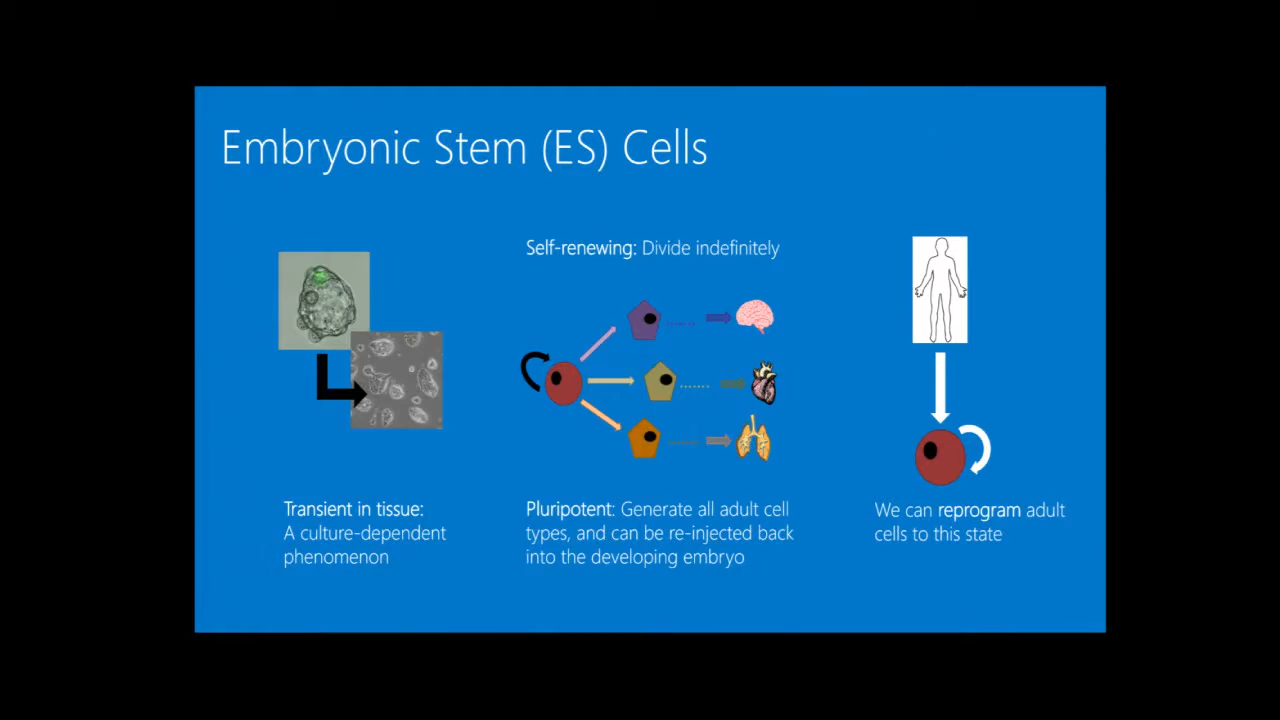 Embryonic Stem (ES) Cells
Self-renewing: Divide indefinitely
Transient in tissue:
A culture-dependent
phenomenon
Pluripotent: Generate all adult cell
types, and can be re-injected back
into the developing embryo
We can reprogram adult
cells to this state